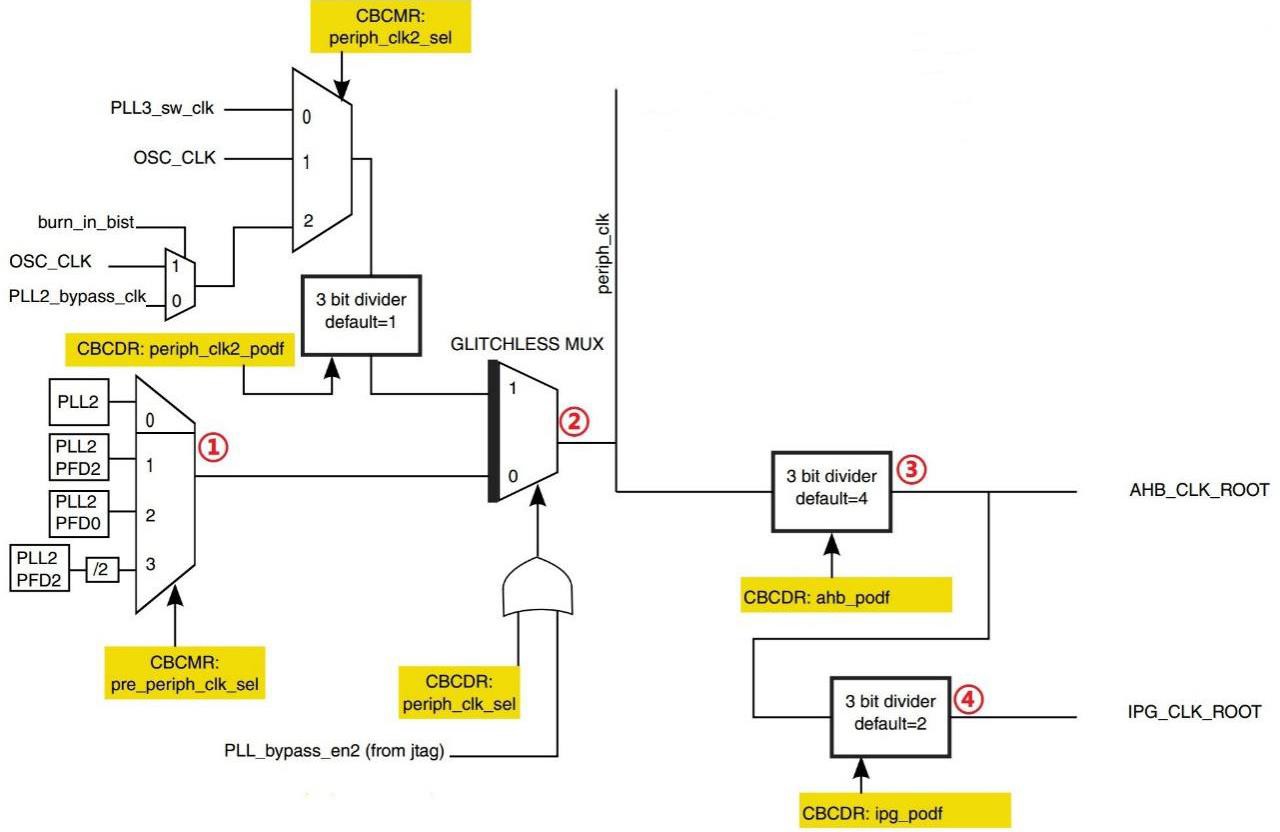 CBCMR:
periph_clk2_sel
PLL3_sw_clk
0
OSC_CLK
1
2
burn_in_bist
OSC_CLK
1
PLL2_bypass_clk
0
3 bit divider
default=1
CBCDR: periph_clk2_podf
GLITCHLESS MUX
periph_clk
PLL2
0
PLL2
PFD2
1
PLL2
PFD0
2
PLL2
PFD2
/2
3
①
1
0
②
CBCMR:
pre_periph_clk_sel
CBCDR:
periph_clk_sel
PLL_bypass_en2 (from jtag)
3 bit divider
default=4
③
AHB_CLK_ROOT
CBCDR: ahb_podf
3 bit divider
default=2
④
IPG_CLK_ROOT
CBCDR: ipg_podf